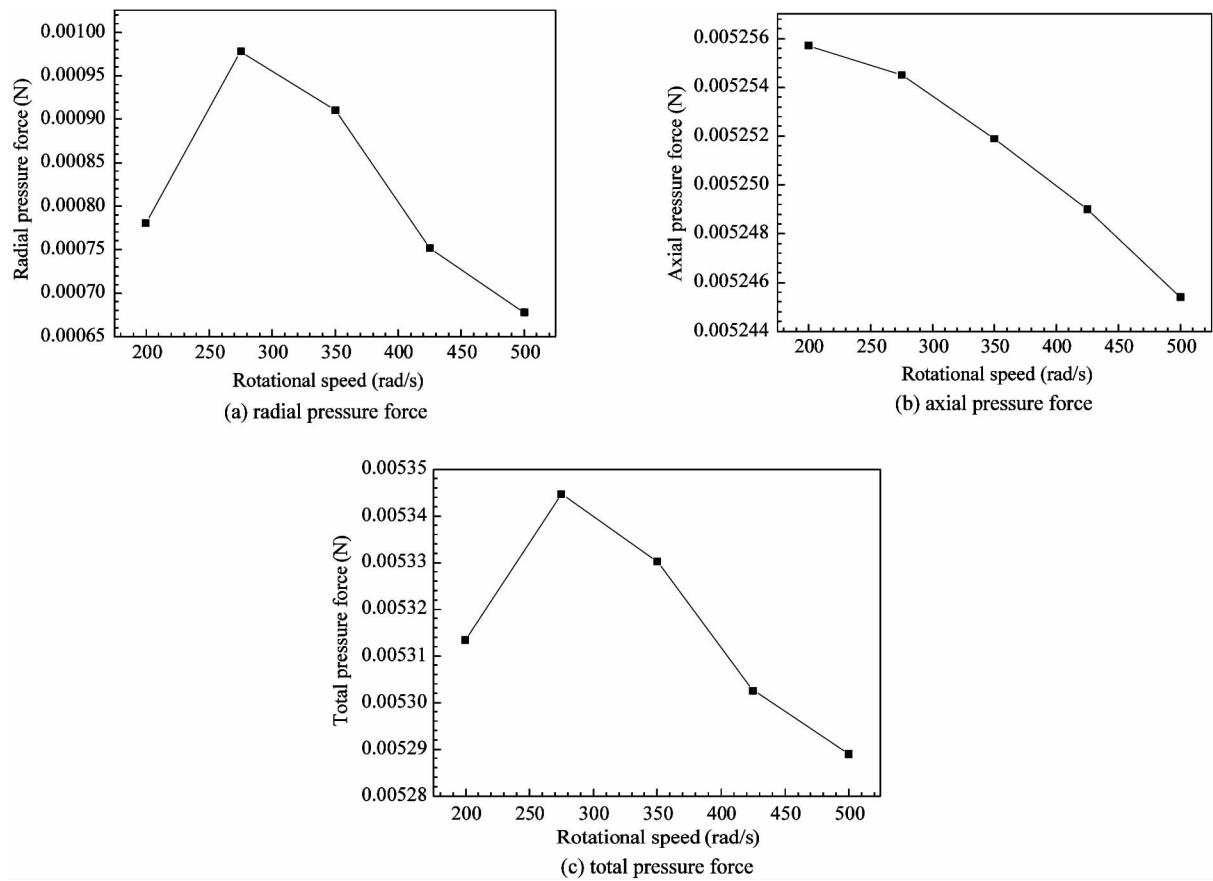 Radial pressure force (N)
0.00100
0.00095
0.00090
0.00085
0.00080
0.00075
0.00070
0.00065
200 250 300 350 400 450 500
Rotational speed (rad/s)
(a) radial pressure force
Axial pressure force (N)
0.005256
0.005254
0.005252
0.005250
0.005248
0.005246
0.005244
200 250 300 350 400 450 500
Rotational speed (rad/s)
(b) axial pressure force
Total pressure force (N)
0.00535
0.00534
0.00533
0.00532
0.00531
0.00530
0.00529
0.00528
200 250 300 350 400 450 500
Rotational speed (rad/s)
(c) total pressure force